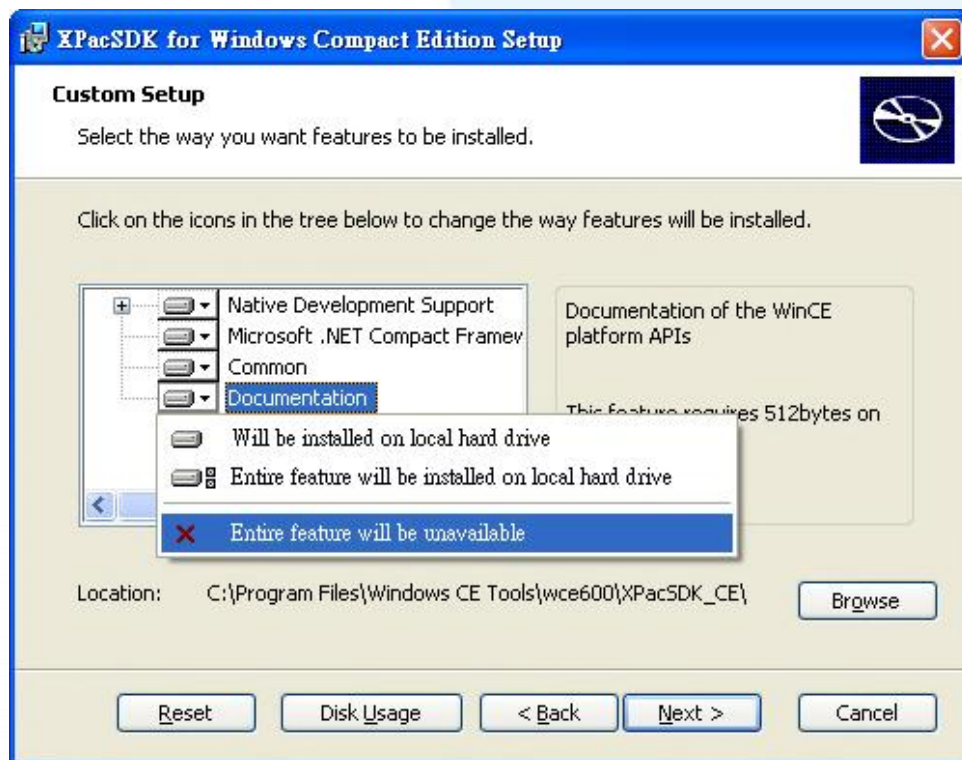 XPacSDK for Windows Compact Edition Setup
Custom Setup
Select the way you want features to be installed.
Click on the icons in the tree below to change the way features will be installed.
Native Development Support
Microsoft .NET Compact Framew
Common
Documentation
Documentation of the WinCE
platform APIs
This feature requires 512bytes on
Will be installed on local hard drive
Entire feature will be installed on local hard drive
Entire feature will be unavailable
Location: C:\Program Files\Windows CE Tools\wce600\XPacSDK_CE\
Browse
Reset Disk Usage < Back Next > Cancel